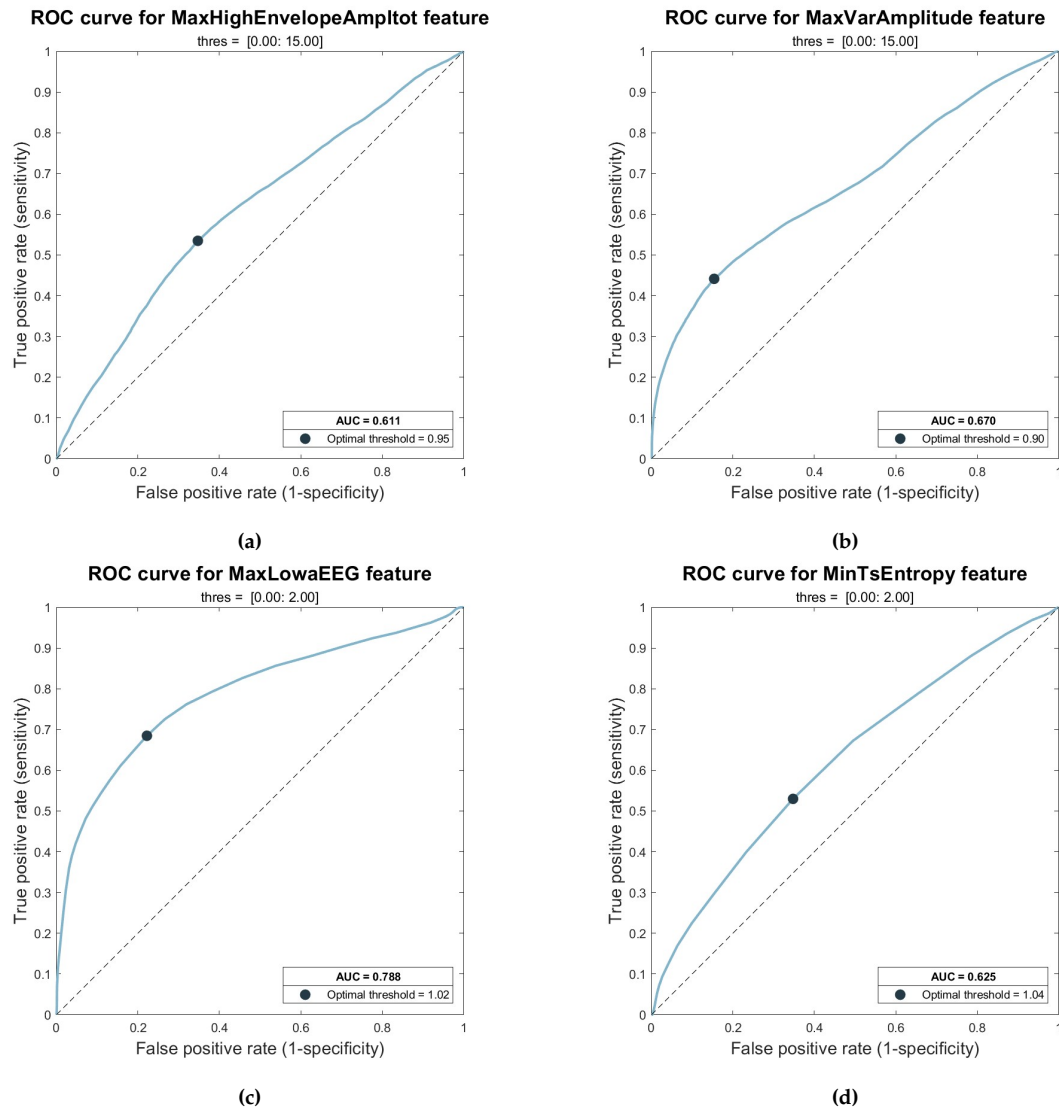 ROC curve for MaxHighEnvelopeAmpltot feature
thres = [0.00: 15.00]
1
0.9
0.8
0.7
0.6
0.5
0.4
0.3
0.2
0.1
0
True positive rate (sensitivity)
AUC = 0.611
Optimal threshold = 0.95
0 0.2 0.4 0.6 0.8 1
False positive rate (1-specificity)
(a)
ROC curve for MaxVarAmplitude feature
thres = [0.00: 15.00]
1
0.9
0.8
0.7
0.6
0.5
0.4
0.3
0.2
0.1
0
True positive rate (sensitivity)
AUC = 0.670
Optimal threshold = 0.90
0 0.2 0.4 0.6 0.8 1
False positive rate (1-specificity)
(b)
ROC curve for MaxLowaEEG feature
thres = [0.00: 2.00]
1
0.9
0.8
0.7
0.6
0.5
0.4
0.3
0.2
0.1
0
True positive rate (sensitivity)
AUC = 0.788
Optimal threshold = 1.02
0 0.2 0.4 0.6 0.8 1
False positive rate (1-specificity)
(c)
ROC curve for MinTsEntropy feature
thres = [0.00: 2.00]
1
0.9
0.8
0.7
0.6
0.5
0.4
0.3
0.2
0.1
0
True positive rate (sensitivity)
AUC = 0.625
Optimal threshold = 1.04
0 0.2 0.4 0.6 0.8 1
False positive rate (1-specificity)
(d)